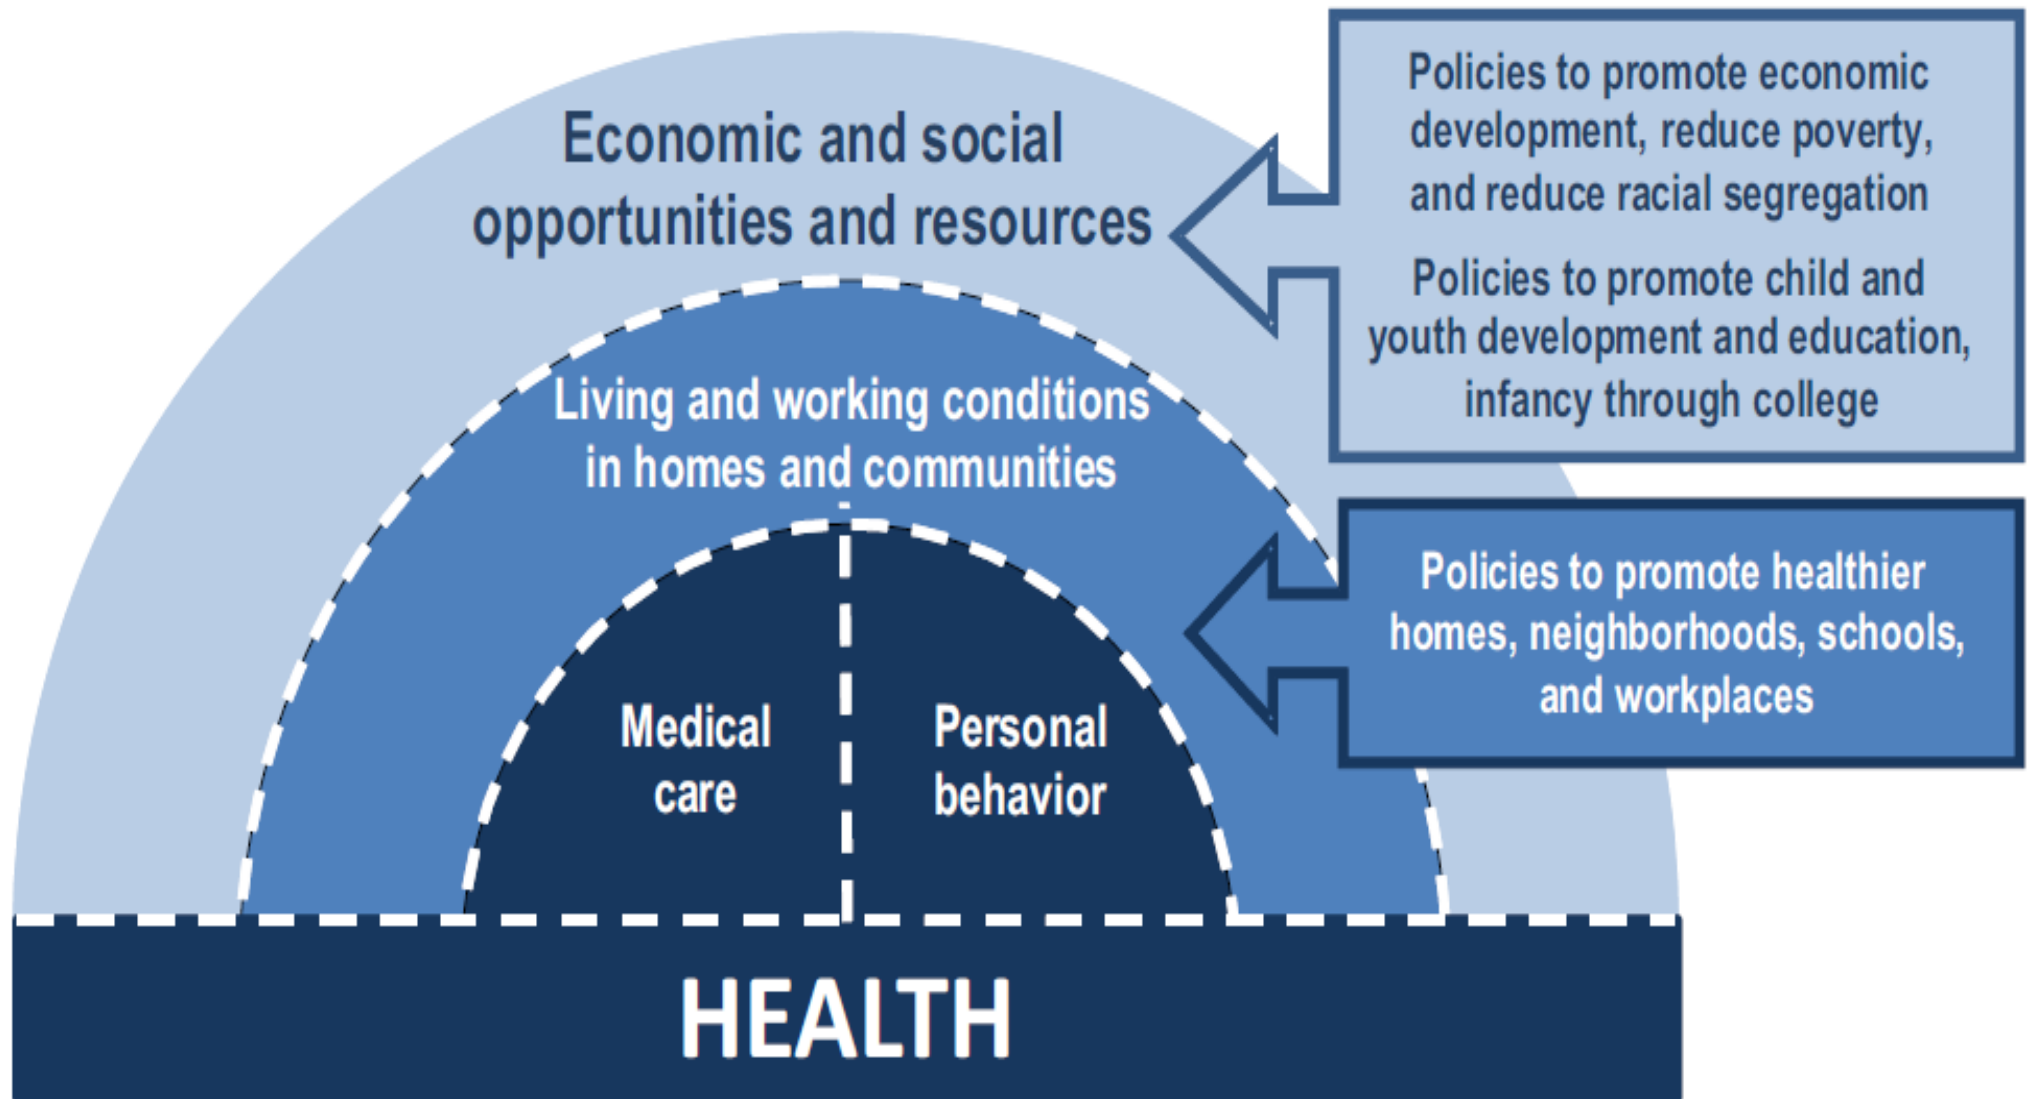 Economic and social
opportunities and resources
Policies to promote economic
development, reduce poverty,
and reduce racial segregation
Policies to promote child and
youth development and education,
infancy through college
Living and working conditions
in homes and communities
Policies to promote healthier
homes, neighborhoods, schools,
and workplaces
Medical
care
Personal
behavior
HEALTH